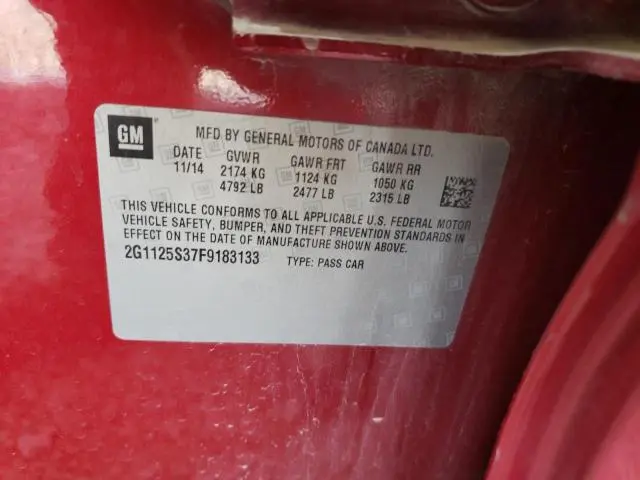 GM
MFD BY GENERAL MOTORS OF CANADA LTD.
DATE GVWR GAWR FRT GAWR RR
11/14 2174 KG 1124 KG 1050 KG
4792 LB 2477 LB 2315 LB
THIS VEHICLE CONFORMS TO ALL APPLICABLE U.S. FEDERAL MOTOR
VEHICLE SAFETY, BUMPER, AND THEFT PREVENTION STANDARDS IN
EFFECT ON THE DATE OF MANUFACTURE SHOWN ABOVE.
2G1125S37F9183133 TYPE: PASS CAR